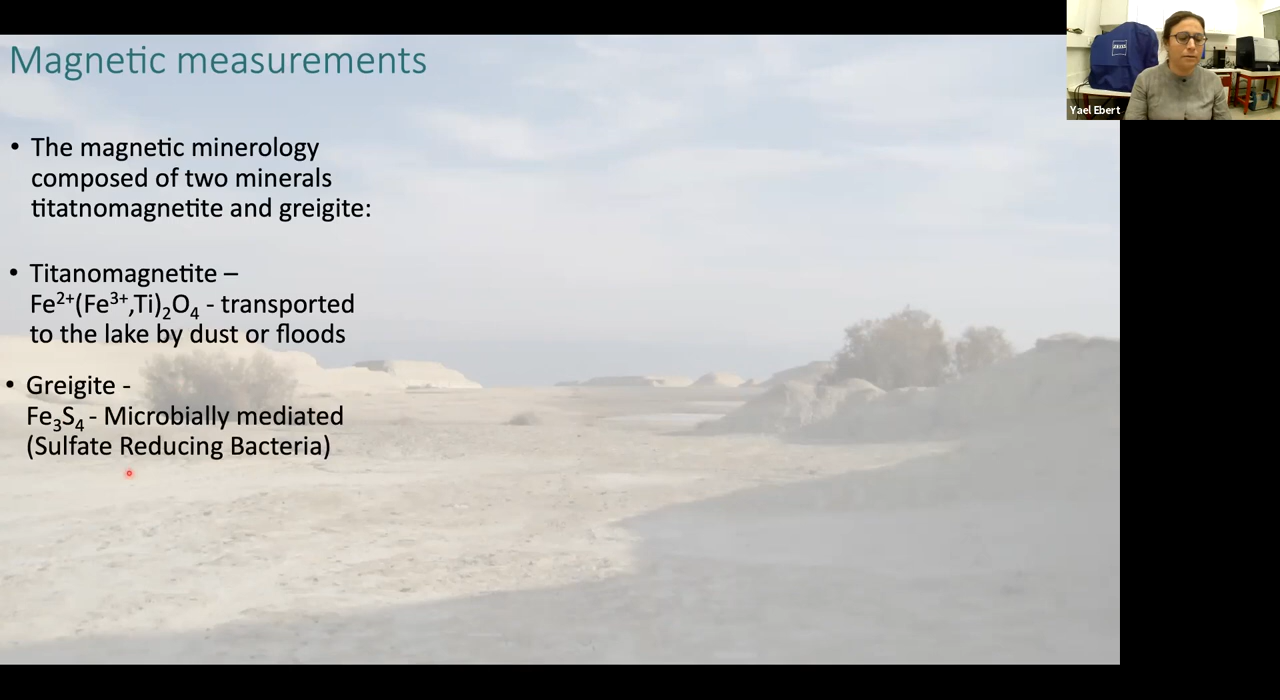 Magnetic measurements
Yael Ebert
• The magnetic minerology
composed of two minerals
titatnomagnetite and greigite:
• Titanomagnetite –
Fe²⁺(Fe³⁺,Ti)₂O₄ - transported
to the lake by dust or floods
• Greigite -
Fe₃S₄ - Microbially mediated
(Sulfate Reducing Bacteria)